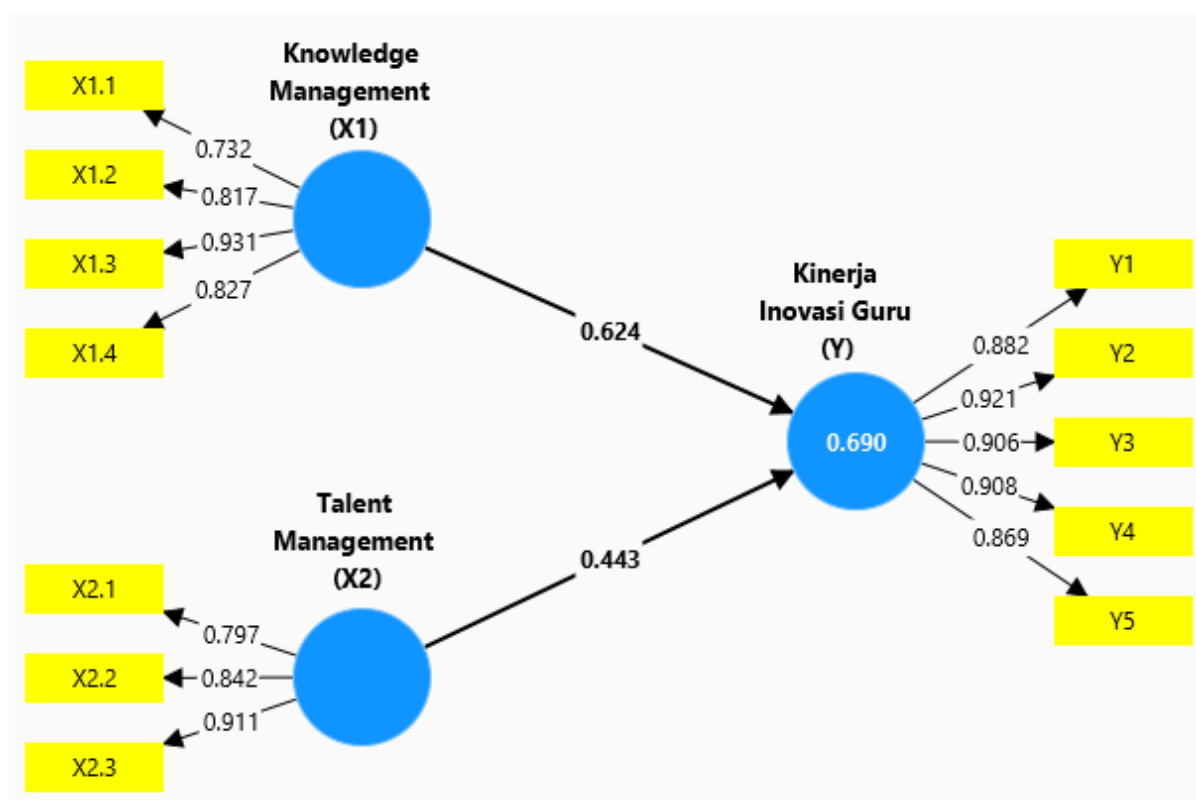 Knowledge
Management
(X1)
X1.1
X1.2
X1.3
X1.4
0.732
0.817
0.931
0.827
0.624
Kinerja
Inovasi Guru
(Y)
0.690
Y1
Y2
Y3
Y4
Y5
0.882
0.921
0.906
0.908
0.869
Talent
Management
(X2)
0.443
X2.1
X2.2
X2.3
0.797
0.842
0.911